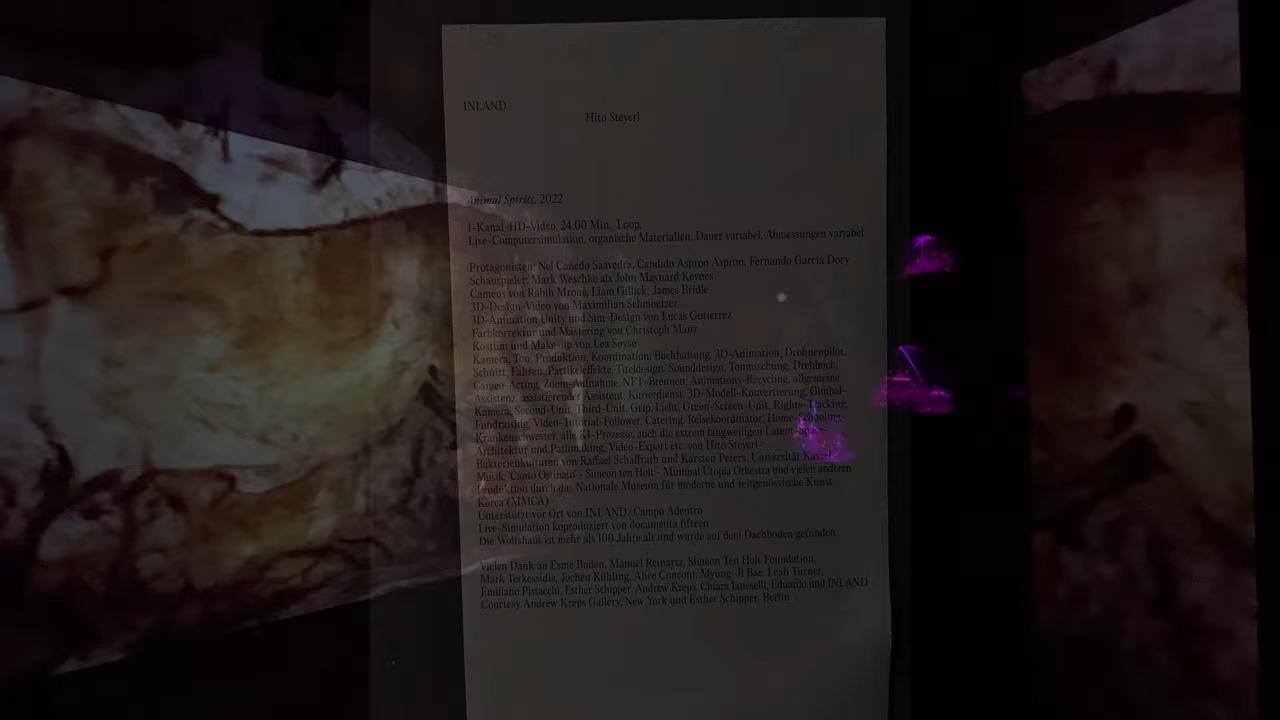 INLAND
Hito Steyerl
Animal Spirits, 2022
1-Kanal-HD-Video, 24:00 Min., Loop,
Live-Computersimulation, organische Materialien, Dauer variabel, Abmessungen variabel
Protagonisten: Nel Cañedo Saavedra, Candido Aspron Aspron, Fernando Garcia Dory
Schauspieler: Mark Weschke als John Maynard Keynes
Cameos von Rabih Mroué, Liam Gillick, James Bridle
3D-Design-Video von Maximilian Schmoetzer
3D-Animation Unity und Sim-Design von Lucas Gutierrez
Farbkorrektur und Mastering von Christoph Manz
Kostüm und Make-up von Lea Søvsø
Kamera, Ton, Produktion, Koordination, Buchhaltung, 3D-Animation, Drohnenpilot,
Schnitt, Fahren, Partikeleffekte, Titeldesign, Sounddesign, Tonmischung, Drehbuch,
Cameo-Acting, Zoom-Aufnahme, NFT-Brennen, Animations-Recycling, allgemeine
Assistenz, assistierender Assistent, Kurierdienst, 3D-Modell-Konvertierung, Gimbal-
Kamera, Second-Unit, Third-Unit, Grip, Licht, Green-Screen-Unit, Rights-Tracking,
Fundraising, Video-Tutorial-Follower, Catering, Reisekoordinator, Home-Schooling-
Krankenschwester, alle KI-Prozesse, auch die extrem langweiligen Latent-Space-
Architektur und Pathmaking, Video-Export etc. von Hito Steyerl
Bakterienkulturen von Raffael Schaffrath und Karsten Peters, Universität Kassel
Musik: 'Canto Ostinato' - Simeon ten Holt - Minimal Utopia Orkestra und vielen anderen
Produktion durch das Nationale Museum für moderne und zeitgenössische Kunst
Korea (MMCA)
Unterstützt vor Ort von INLAND/Campo Adentro
Live-Simulation koproduziert von documenta fifteen
Die Wolfshaut ist mehr als 100 Jahre alt und wurde auf dem Dachboden gefunden.
Vielen Dank an Esme Buden, Manuel Reinartz, Simeon Ten Holt Foundation,
Mark Terkessidis, Jochen Kühling, Alice Conconi, Myung-Ji Bae, Leah Turner,
Emiliano Pistacchi, Esther Schipper, Andrew Kreps, Chiara Ianeselli, Eduardo und INLAND
Courtesy Andrew Kreps Gallery, New York und Esther Schipper, Berlin